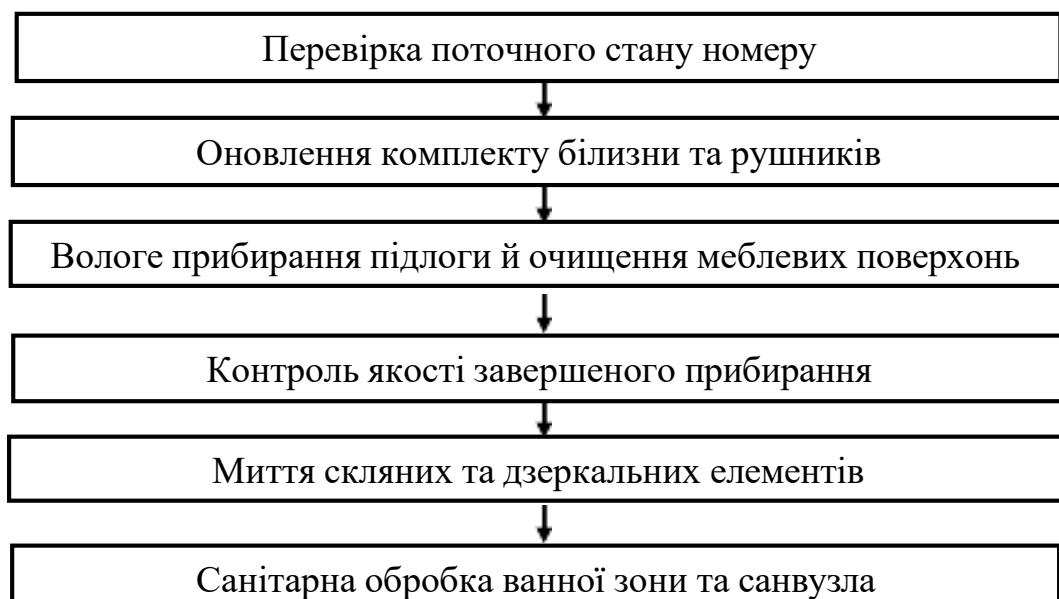 Перевірка поточного стану номеру
Оновлення комплекту білизни та рушників
Вологе прибирання підлоги й очищення меблевих поверхонь
Контроль якості завершеного прибирання
Миття скляних та дзеркальних елементів
Санітарна обробка ванної зони та санвузла